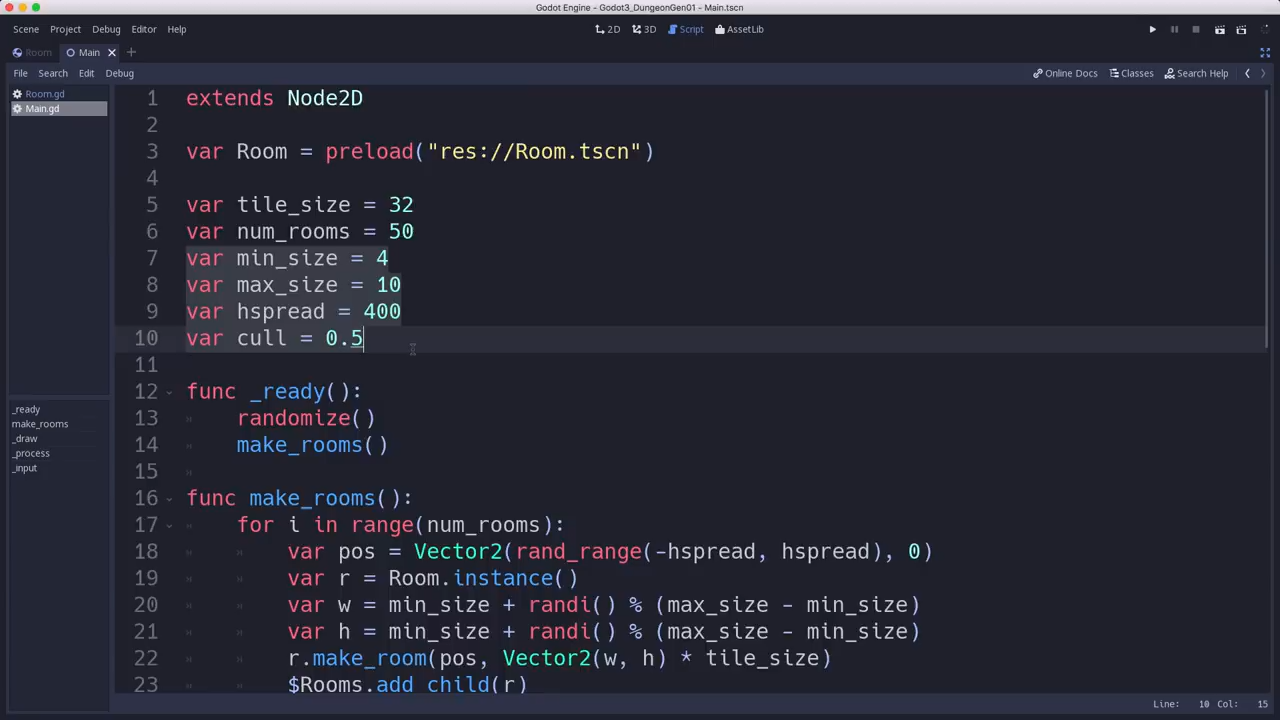 Godot Engine - Godot3_DungeonGen01 - Main.tscn
Scene Project Debug Editor Help 2D 3D Script AssetLib
Room Main
File Search Edit Debug Online Docs Classes Search Help
Room.gd
Main.gd
_ready
make_rooms
_draw
_process
_input
1 extends Node2D
2
3 var Room = preload("res://Room.tscn")
4
5 var tile_size = 32
6 var num_rooms = 50
7 var min_size = 4
8 var max_size = 10
9 var hspread = 400
10 var cull = 0.5
11
12 func _ready():
13 randomize()
14 make_rooms()
15
16 func make_rooms():
17 for i in range(num_rooms):
18 var pos = Vector2(rand_range(-hspread, hspread), 0)
19 var r = Room.instance()
20 var w = min_size + randi() % (max_size - min_size)
21 var h = min_size + randi() % (max_size - min_size)
22 r.make_room(pos, Vector2(w, h) * tile_size)
23 $Rooms.add_child(r)
Line: 10 Col: 15